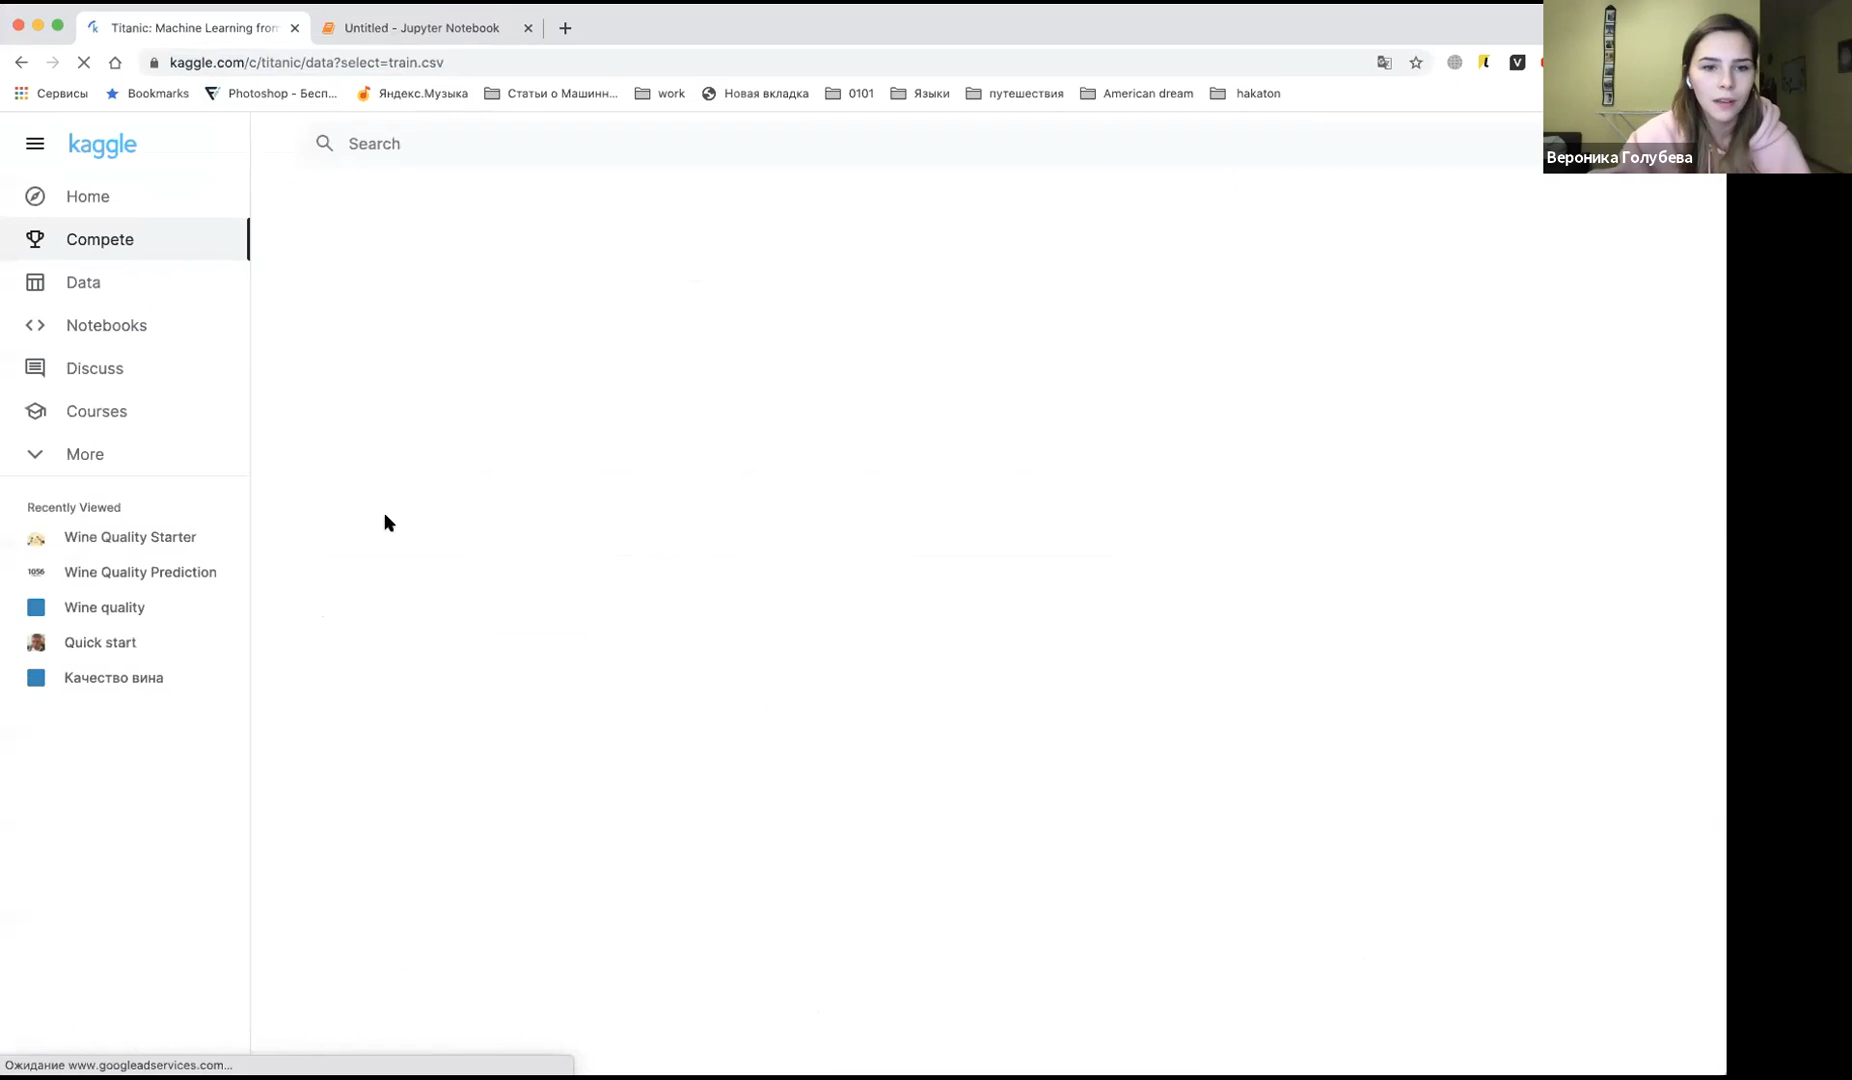 Titanic: Machine Learning from
Untitled - Jupyter Notebook
kaggle.com/c/titanic/data?select=train.csv
Сервисы
Bookmarks
Photoshop - Бесп...
Яндекс.Музыка
Статьи о Машинн...
work
Новая вкладка
0101
Языки
путешествия
American dream
hakaton
kaggle
Search
Вероника Голубева
Home
Compete
Data
Notebooks
Discuss
Courses
More
Recently Viewed
Wine Quality Starter
1056
Wine Quality Prediction
Wine quality
Quick start
Качество вина
Ожидание www.googleadservices.com...